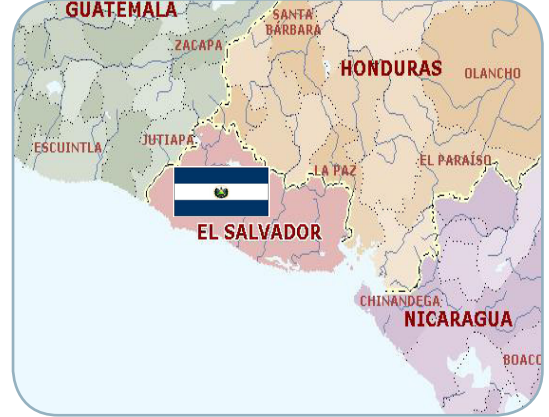 GUATEMALA
SANTA
BÁRBARA
ZACAPA
HONDURAS
OLANCHO
JUTIAPA
ESCUINTLA
EL PARAÍSO
LA PAZ
EL SALVADOR
CHINANDEGA
NICARAGUA
BOACO